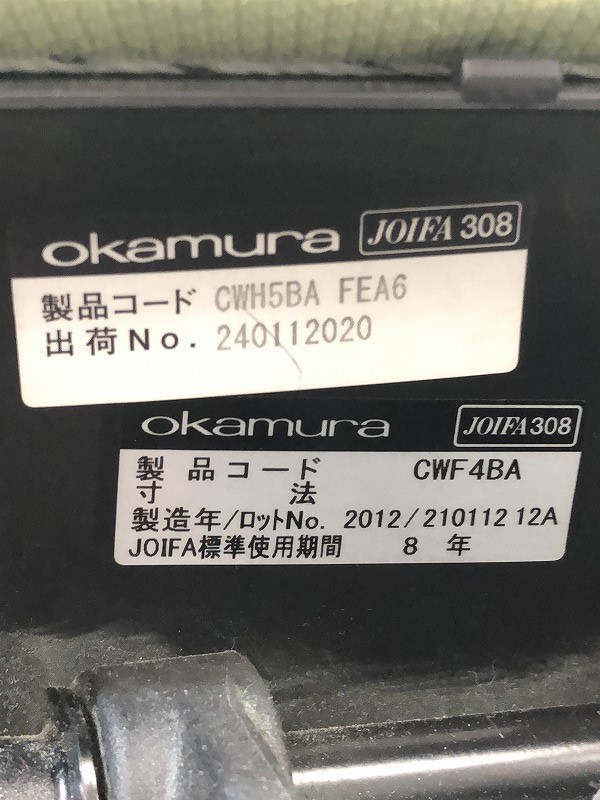 okamura JOIFA 308
製品コード CWH5BA FEA6
出荷No. 240112020
okamura JOIFA308
製品コード CWF4BA
寸法
製造年/ロットNo. 2012/210112 12A
JOIFA標準使用期間 8 年